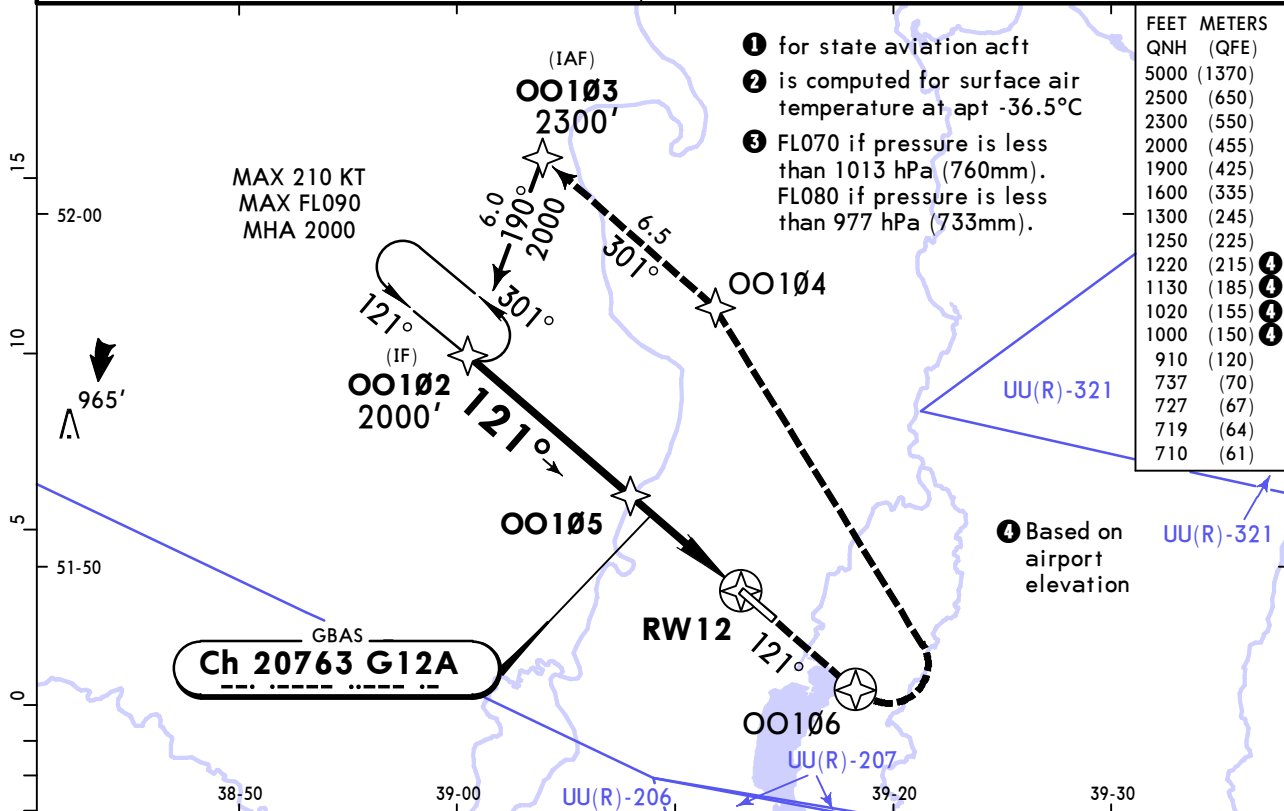 (IAF)
OO1Ø3
2300'
6.0
190°
2000
MAX 210 KT
MAX FL090
MHA 2000
❶ for state aviation acft
❷ is computed for surface air
temperature at apt -36.5°C
❸ FL070 if pressure is less
than 1013 hPa (760mm).
FL080 if pressure is less
than 977 hPa (733mm).
FEET METERS
QNH (QFE)
5000 (1370)
2500 (650)
2300 (550)
2000 (455)
1900 (425)
1600 (335)
1300 (245)
1250 (225)
1220 (215) ❹
1130 (185) ❹
1020 (155) ❹
1000 (150) ❹
910 (120)
737 (70)
727 (67)
719 (64)
710 (61)
15
52-00
6.5
301°
OO1Ø4
301°
121°
(IF)
OO1Ø2
2000'
121°
10
965'
UU(R)-321
UU(R)-321
OO1Ø5
5
51-50
❹ Based on
airport
elevation
RW12
121°
GBAS
Ch 20763 G12A
OO1Ø6
0
UU(R)-207
UU(R)-206
38-50
39-00
39-20
39-30